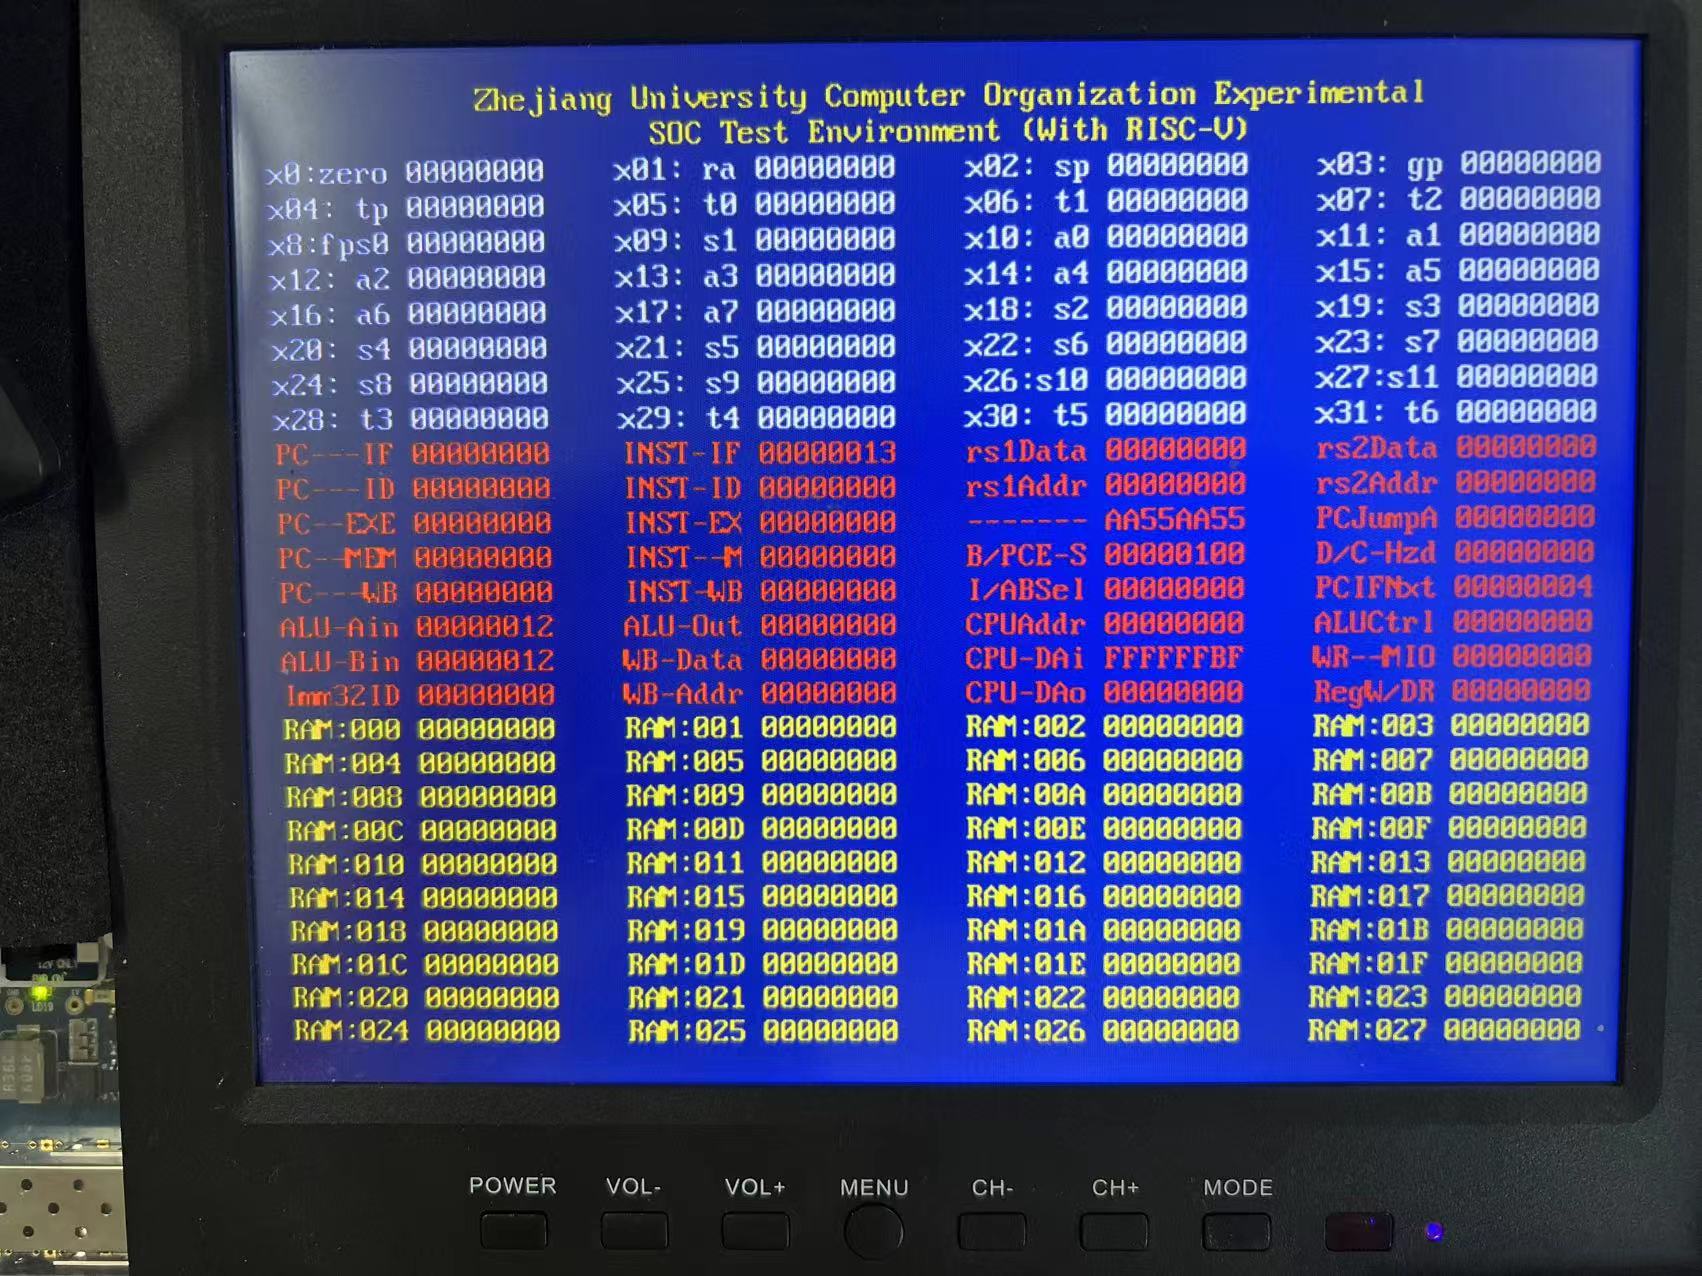 Zhejiang University Computer Organization Experimental
SOC Test Environment (With RISC-V)
x0:zero 00000000 x01: ra 00000000 x02: sp 00000000 x03: gp 00000000
x04: tp 00000000 x05: t0 00000000 x06: t1 00000000 x07: t2 00000000
x8:fps0 00000000 x09: s1 00000000 x10: a0 00000000 x11: a1 00000000
x12: a2 00000000 x13: a3 00000000 x14: a4 00000000 x15: a5 00000000
x16: a6 00000000 x17: a7 00000000 x18: s2 00000000 x19: s3 00000000
x20: s4 00000000 x21: s5 00000000 x22: s6 00000000 x23: s7 00000000
x24: s8 00000000 x25: s9 00000000 x26:s10 00000000 x27:s11 00000000
x28: t3 00000000 x29: t4 00000000 x30: t5 00000000 x31: t6 00000000
PC---IF 00000000 INST-IF 00000013 rs1Data 00000000 rs2Data 00000000
PC---ID 00000000 INST-ID 00000000 rs1Addr 00000000 rs2Addr 00000000
PC--EXE 00000000 INST-EX 00000000 ------- AA55AA55 PCJumpA 00000000
PC--MEM 00000000 INST--M 00000000 B/PCE-S 00000100 D/C-Hzd 00000000
PC---WB 00000000 INST-WB 00000000 I/ABSel 00000000 PCIFNxt 00000004
ALU-Ain 00000012 ALU-Out 00000000 CPUAddr 00000000 ALUCtrl 00000000
ALU-Bin 00000012 WB-Data 00000000 CPU-DAi FFFFFFBF WR--MIO 00000000
Imm32ID 00000000 WB-Addr 00000000 CPU-DAo 00000000 RegW/DR 00000000
RAM:000 00000000 RAM:001 00000000 RAM:002 00000000 RAM:003 00000000
RAM:004 00000000 RAM:005 00000000 RAM:006 00000000 RAM:007 00000000
RAM:008 00000000 RAM:009 00000000 RAM:00A 00000000 RAM:00B 00000000
RAM:00C 00000000 RAM:00D 00000000 RAM:00E 00000000 RAM:00F 00000000
RAM:010 00000000 RAM:011 00000000 RAM:012 00000000 RAM:013 00000000
RAM:014 00000000 RAM:015 00000000 RAM:016 00000000 RAM:017 00000000
RAM:018 00000000 RAM:019 00000000 RAM:01A 00000000 RAM:01B 00000000
RAM:01C 00000000 RAM:01D 00000000 RAM:01E 00000000 RAM:01F 00000000
RAM:020 00000000 RAM:021 00000000 RAM:022 00000000 RAM:023 00000000
RAM:024 00000000 RAM:025 00000000 RAM:026 00000000 RAM:027 00000000
LD19
POWER VOL- VOL+ MENU CH- CH+ MODE